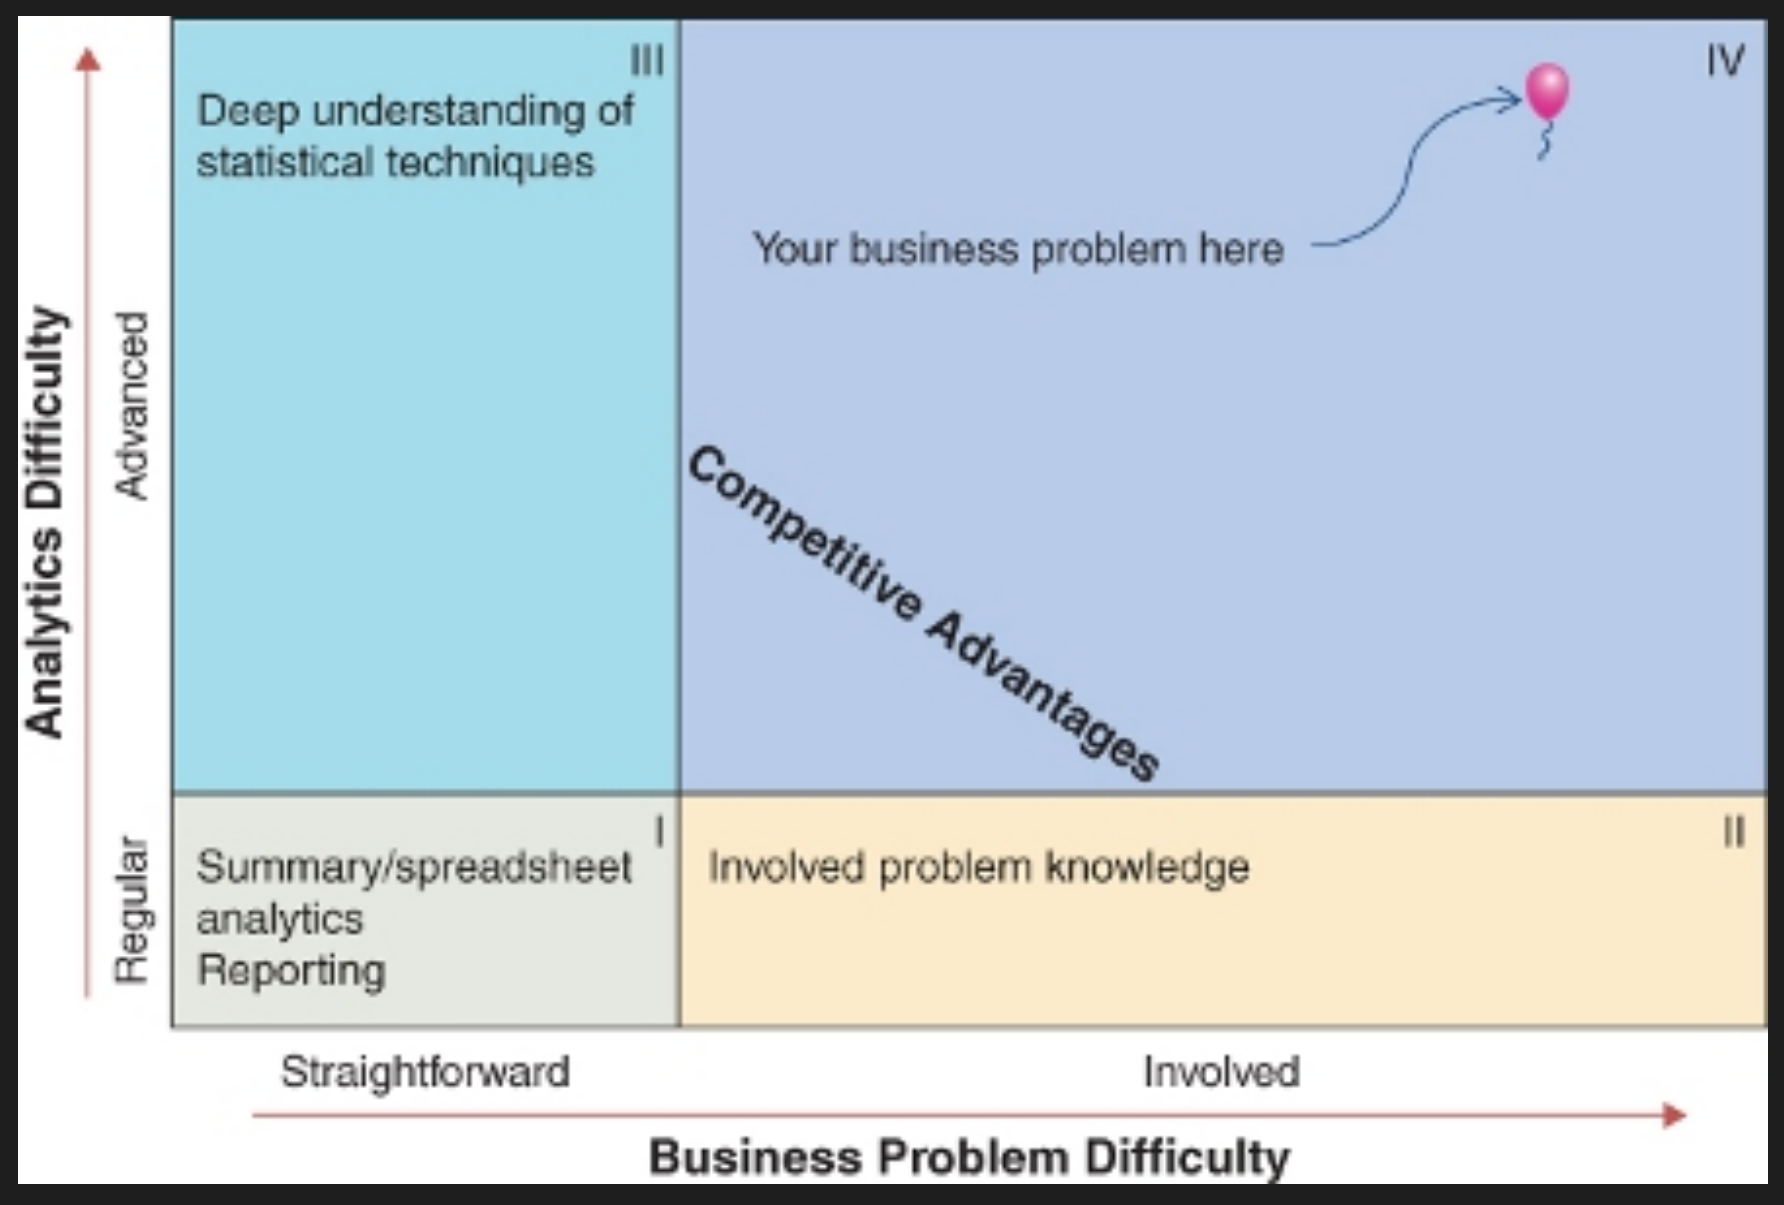 Analytics Difficulty
Advanced
Regular
III
Deep understanding of
statistical techniques
IV
Your business problem here
Competitive Advantages
I
Summary/spreadsheet
analytics
Reporting
II
Involved problem knowledge
Straightforward
Involved
Business Problem Difficulty